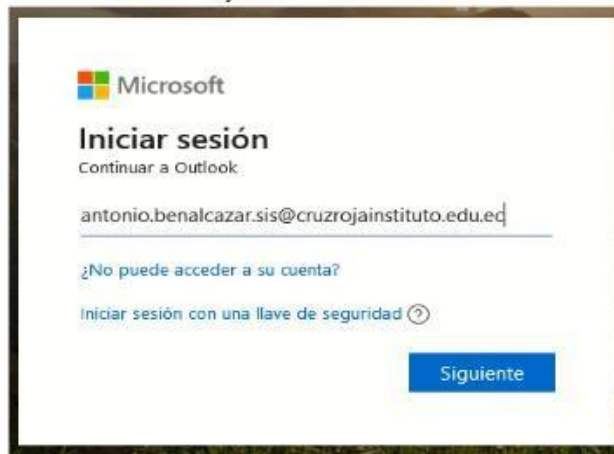 Microsoft
Iniciar sesión
Continuar a Outlook
antonio.benalcazar.sis@cruzrojainstituto.edu.ec
¿No puede acceder a su cuenta?
Iniciar sesión con una llave de seguridad ?
Siguiente